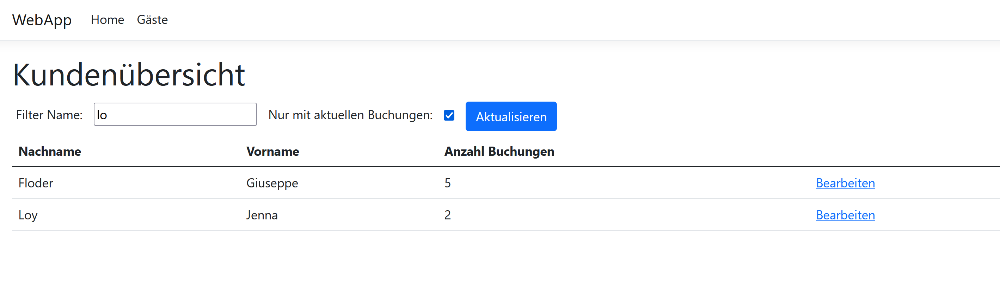 WebApp Home Gäste
Kundenübersicht
Filter Name: lo Nur mit aktuellen Buchungen: Aktualisieren
Nachname Vorname Anzahl Buchungen
Floder Giuseppe 5 Bearbeiten
Loy Jenna 2 Bearbeiten